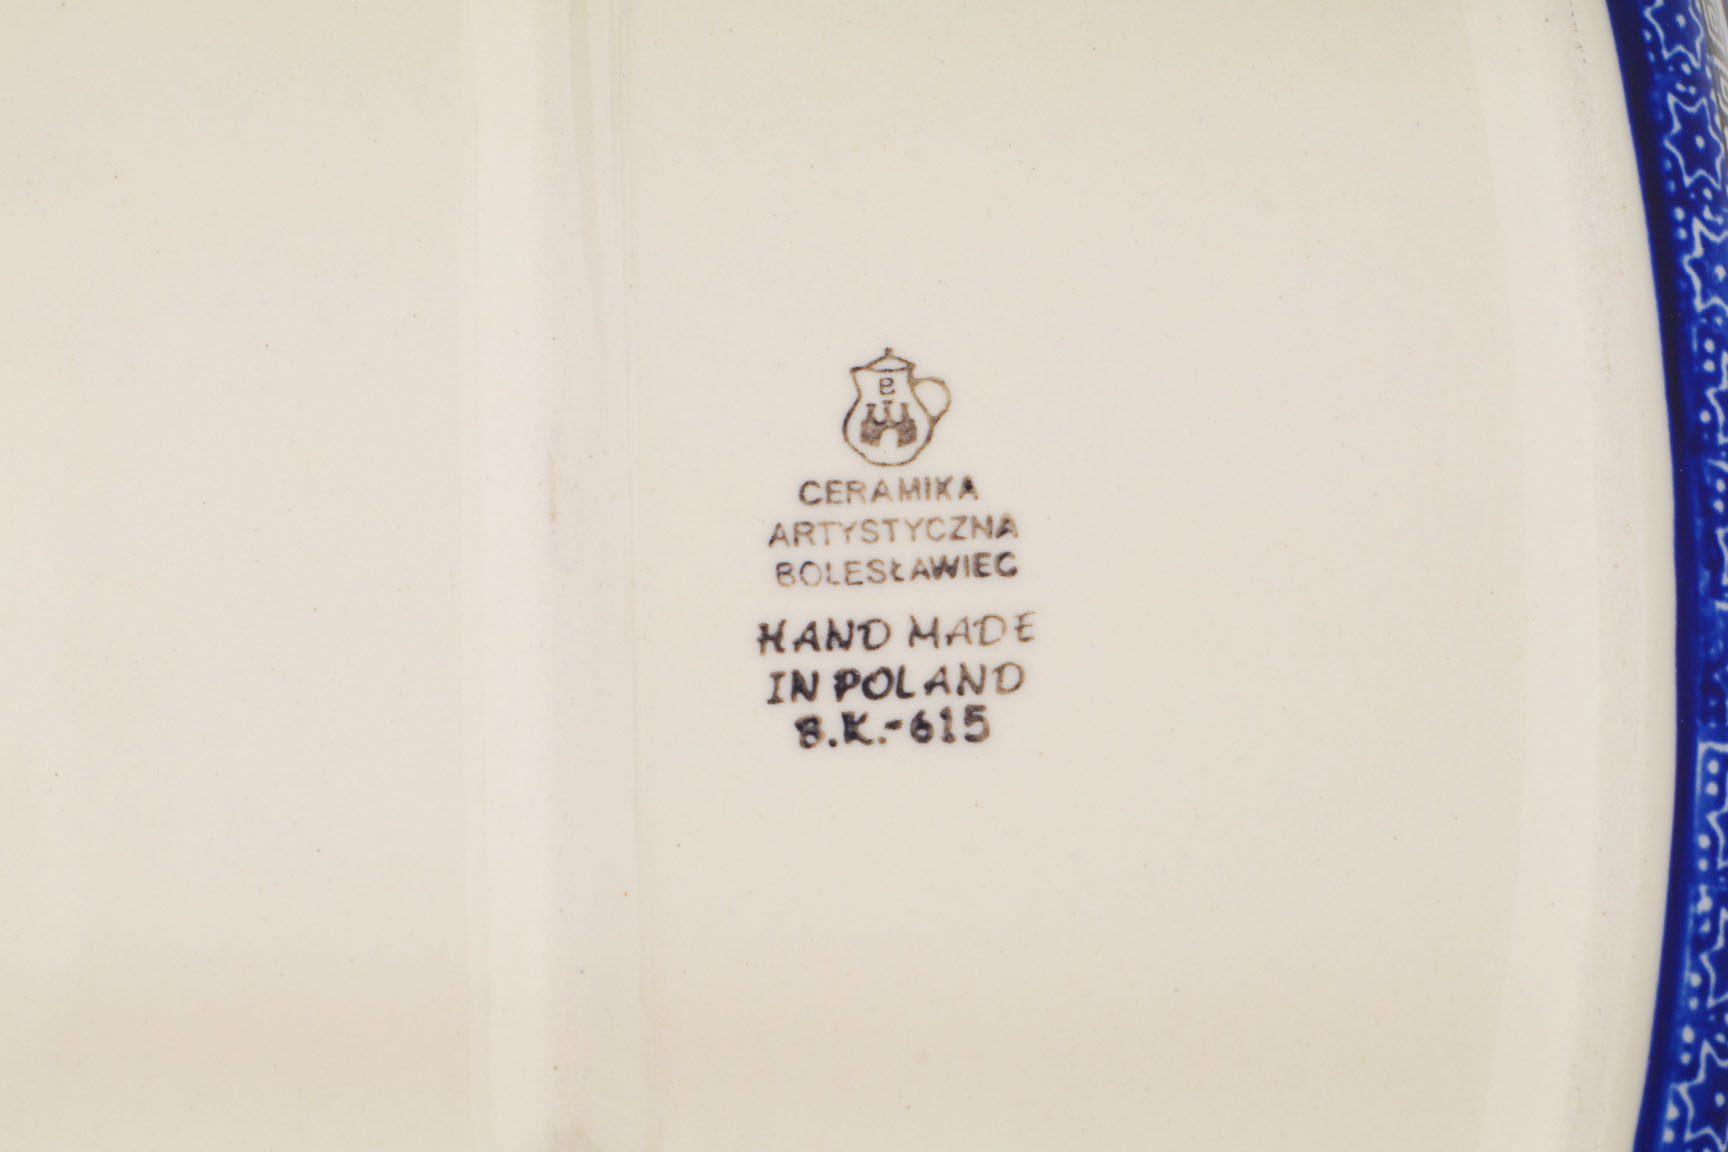 e
CERAMIKA
ARTYSTYCZNA
BOLESŁAWIEC
HAND MADE
IN POLAND
B.K.-615